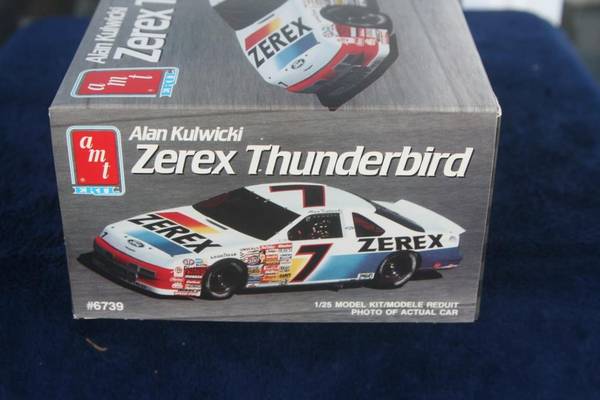 Alan Kulwicki
Zerex T
amt
ERTL
ZEREX
amt
ERTL
Alan Kulwicki
Zerex Thunderbird
ZEREX
7
7
ZEREX
#6739
1/25 MODEL KIT/MODELE REDUIT
PHOTO OF ACTUAL CAR